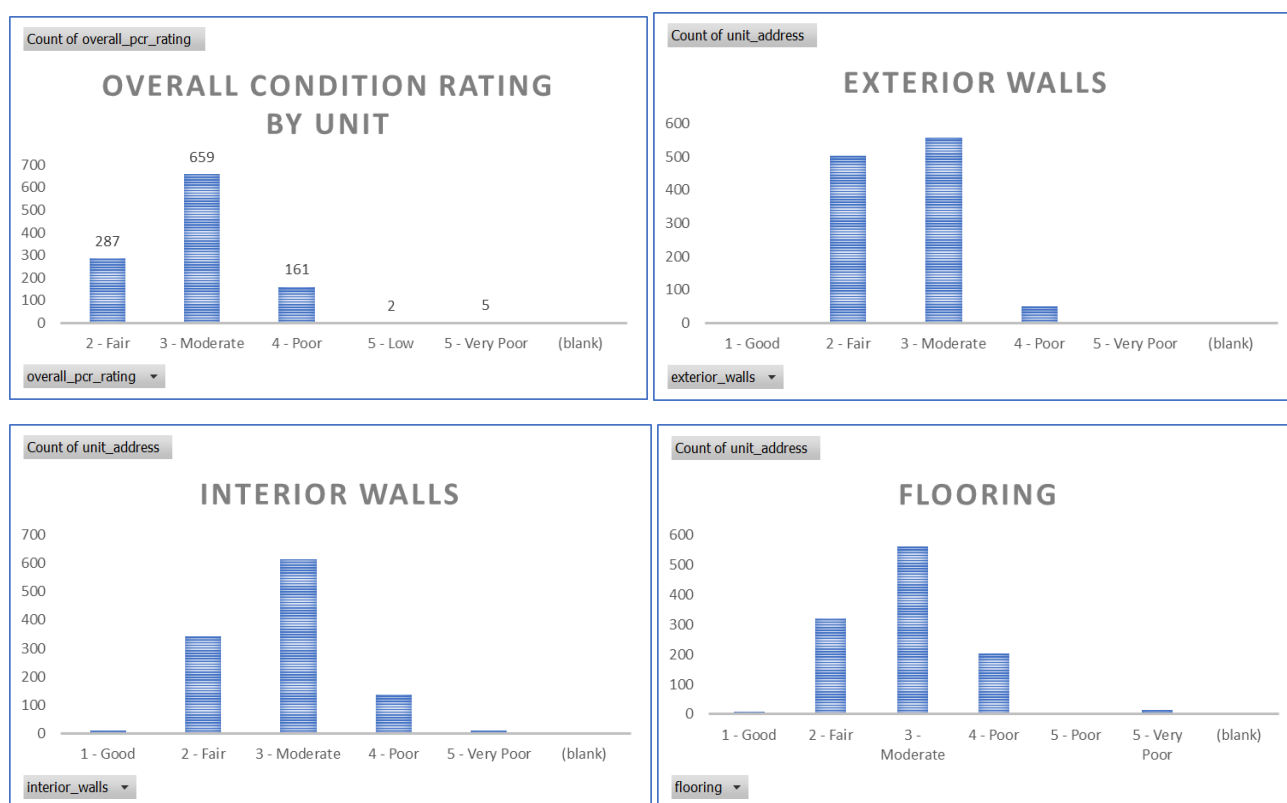 Count of overall_pcr_rating
OVERALL CONDITION RATING
BY UNIT
700
600
500
400
300
200
100
0
287
659
161
2
5
2 - Fair
3 - Moderate
4 - Poor
5 - Low
5 - Very Poor
(blank)
overall_pcr_rating
Count of unit_address
EXTERIOR WALLS
600
500
400
300
200
100
0
1 - Good
2 - Fair
3 - Moderate
4 - Poor
5 - Very Poor
(blank)
exterior_walls
Count of unit_address
INTERIOR WALLS
700
600
500
400
300
200
100
0
1 - Good
2 - Fair
3 - Moderate
4 - Poor
5 - Very Poor
(blank)
interior_walls
Count of unit_address
FLOORING
600
500
400
300
200
100
0
1 - Good
2 - Fair
3 -
Moderate
4 - Poor
5 - Poor
5 - Very
Poor
(blank)
flooring